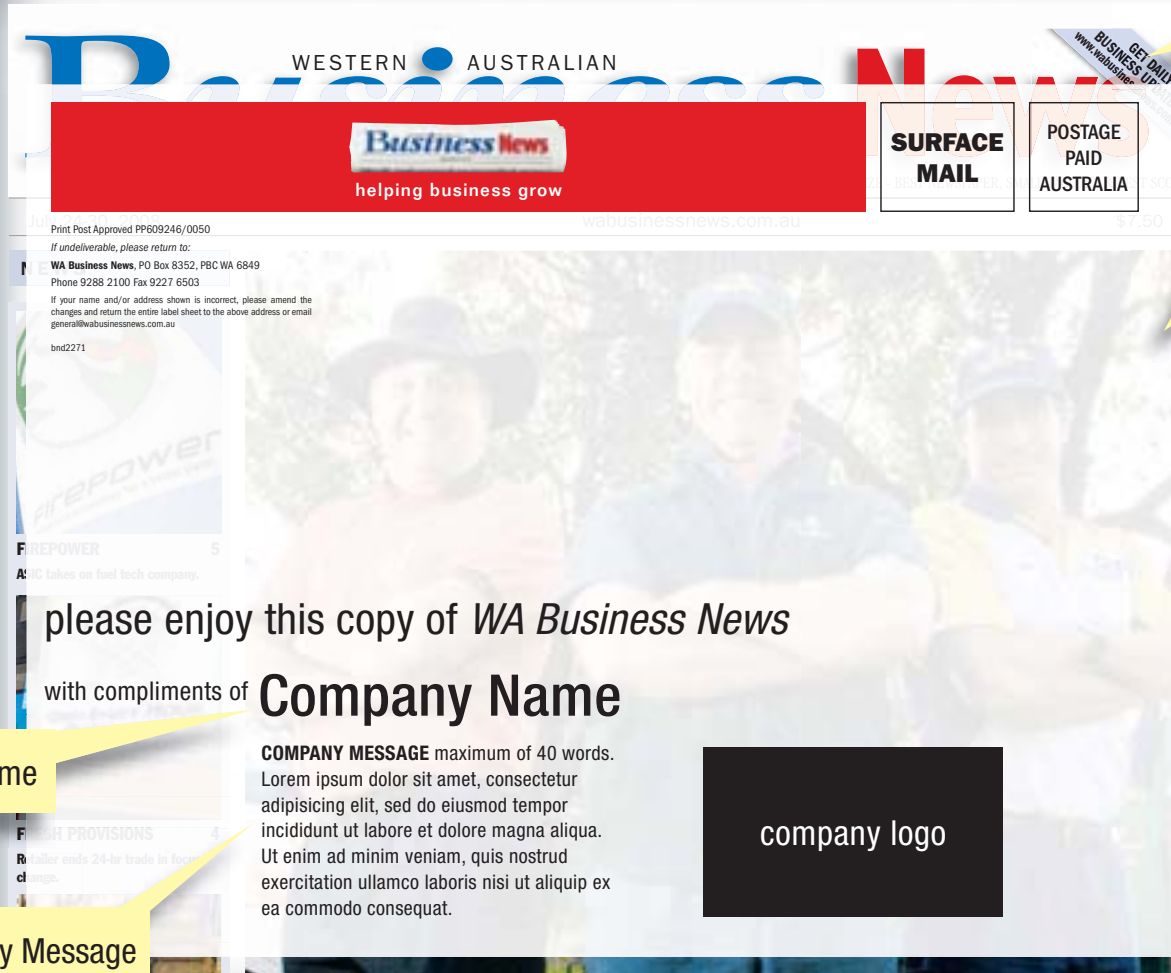 WESTERN AUSTRALIAN
Business News
GET DAILY
BUSINESS
Business News
helping business grow
SURFACE
MAIL
POSTAGE
PAID
AUSTRALIA
July 24-30, 2008 wabusinessnews.com.au $7.50
Print Post Approved PP609246/0050
If undeliverable, please return to:
WA Business News, PO Box 8352, PBC WA 6849
Phone 9288 2100 Fax 9227 6503
If your name and/or address shown is incorrect, please amend the
changes and return the entire label sheet to the above address or email
general@wabusinessnews.com.au
bnd2271
FIREPOWER
FIREPOWER 5
ASIC takes on fuel tech company.
please enjoy this copy of WA Business News
with compliments of Company Name
COMPANY MESSAGE maximum of 40 words.
Lorem ipsum dolor sit amet, consectetur
adipisicing elit, sed do eiusmod tempor
incididunt ut labore et dolore magna aliqua.
Ut enim ad minim veniam, quis nostrud
exercitation ullamco laboris nisi ut aliquip ex
ea commodo consequat.
company logo
me
FRESH PROVISIONS 4
Retailer ends 24-hr trade in
change.
y Message